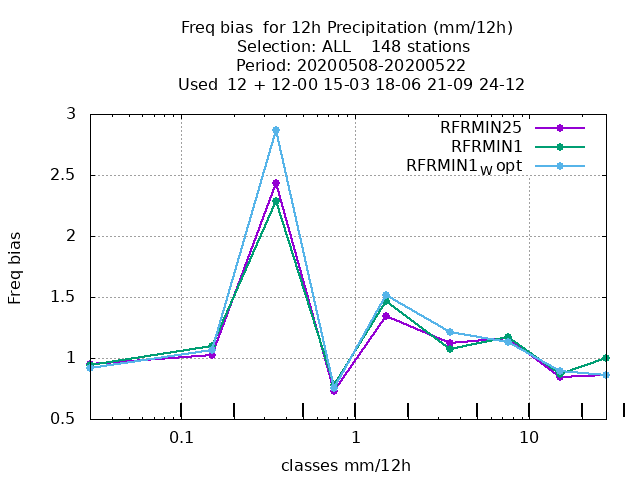 Freq bias  for 12h Precipitation (mm/12h)
Selection: ALL    148 stations
Period: 20200508-20200522
Used  12 + 12-00 15-03 18-06 21-09 24-12
RFRMIN25
RFRMIN1
RFRMIN1W opt
3
2.5
2
1.5
1
0.5
Freq bias
0.1
1
10
classes mm/12h